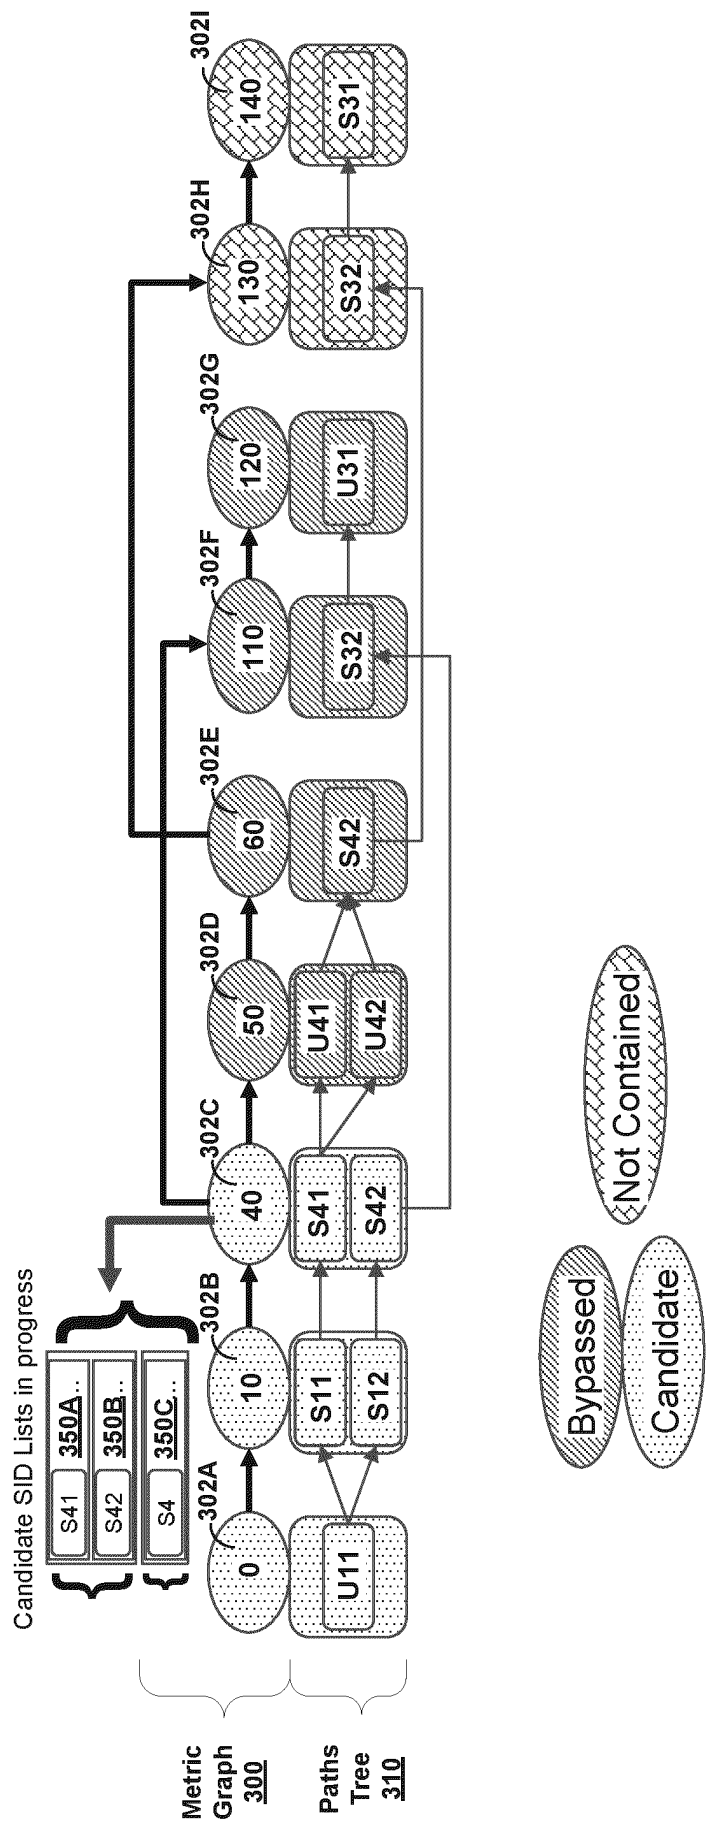 Candidate SID Lists in progress
S41 350A ..
S42 350B ..
S4 350C ..
302A
302B
302C
302D
302E
302F
302G
302H
302I
Metric
Graph
300
0
10
40
50
60
110
120
130
140
Paths
Tree
310
U11
S11
S12
S41
S42
U41
U42
S42
S32
U31
S32
S31
Bypassed
Candidate
Not Contained